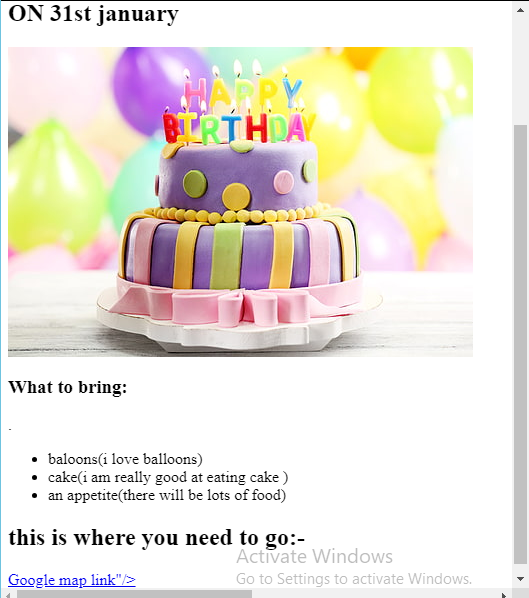 ON 31st january
HAPPY
BIRTHDAY
What to bring:
.
baloons(i love balloons)
cake(i am really good at eating cake )
an appetite(there will be lots of food)
this is where you need to go:-
Activate Windows
Google map link"/>
Go to Settings to activate Windows.